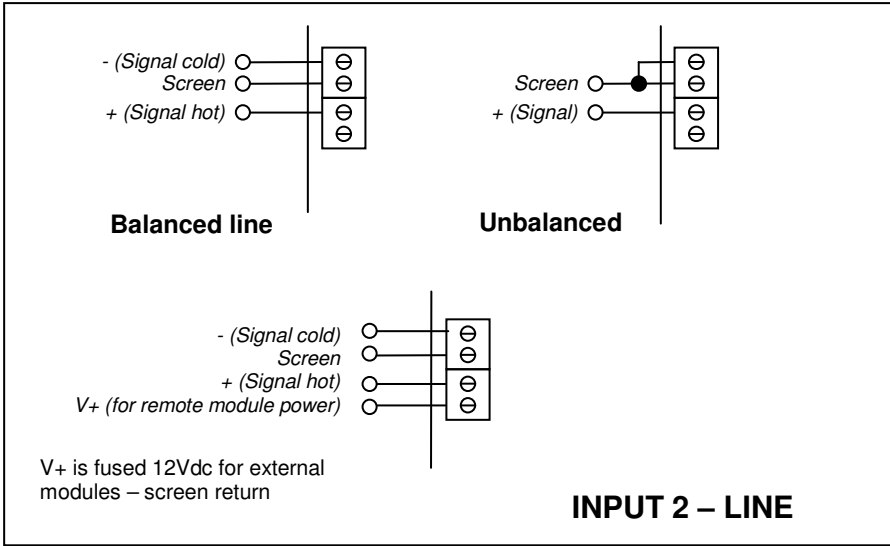 - (Signal cold)
Screen
+ (Signal hot)
Balanced line
Screen
+ (Signal)
Unbalanced
- (Signal cold)
Screen
+ (Signal hot)
V+ (for remote module power)
V+ is fused 12Vdc for external
modules – screen return
INPUT 2 – LINE